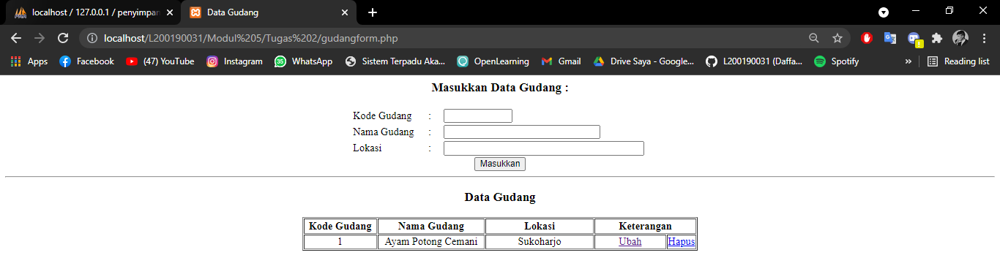 localhost / 127.0.0.1 / penyimpan
Data Gudang
localhost/L200190031/Modul%205/Tugas%202/gudangform.php
Apps Facebook (47) YouTube Instagram 35 WhatsApp Sistem Terpadu Aka... OpenLearning Gmail Drive Saya - Google... L200190031 (Daffa... Spotify » Reading list
Masukkan Data Gudang :
Kode Gudang :
Nama Gudang :
Lokasi :
Masukkan
Data Gudang
Kode Gudang Nama Gudang Lokasi Keterangan
1 Ayam Potong Cemani Sukoharjo Ubah Hapus